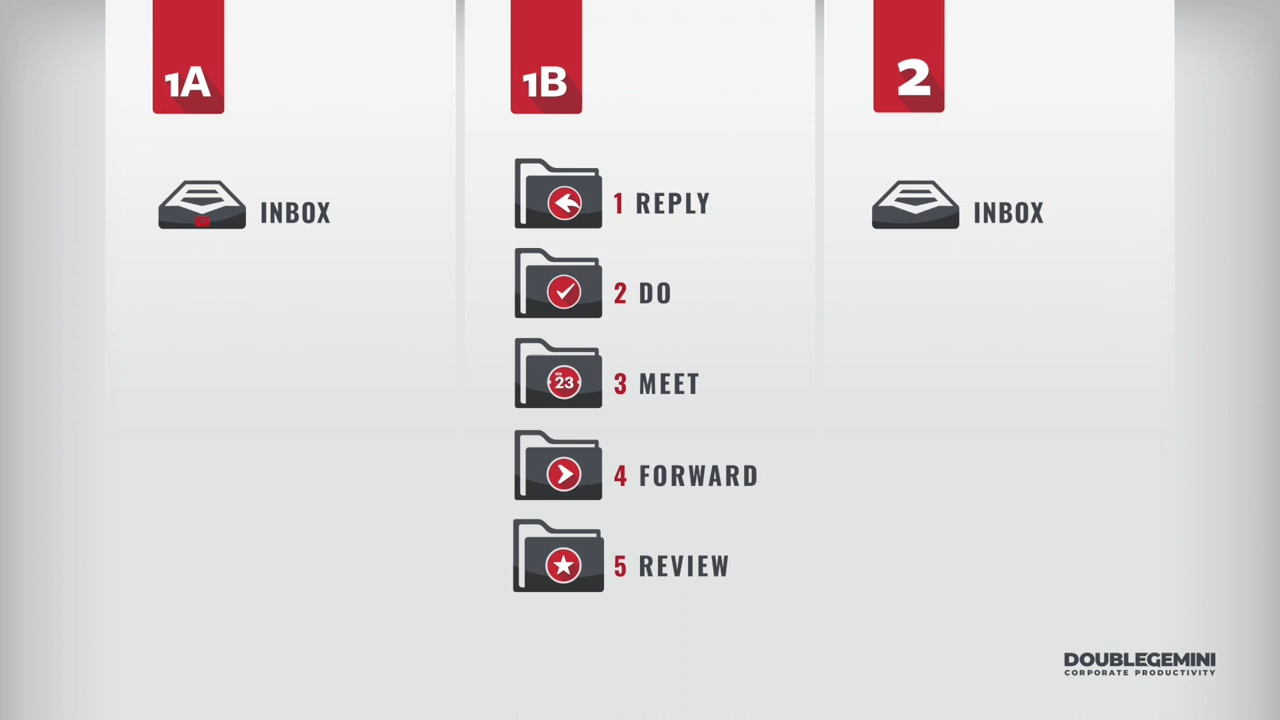 1A
INBOX
1B
1 REPLY
2 DO
23
3 MEET
4 FORWARD
5 REVIEW
2
INBOX
DOUBLEGEMINI
CORPORATE PRODUCTIVITY